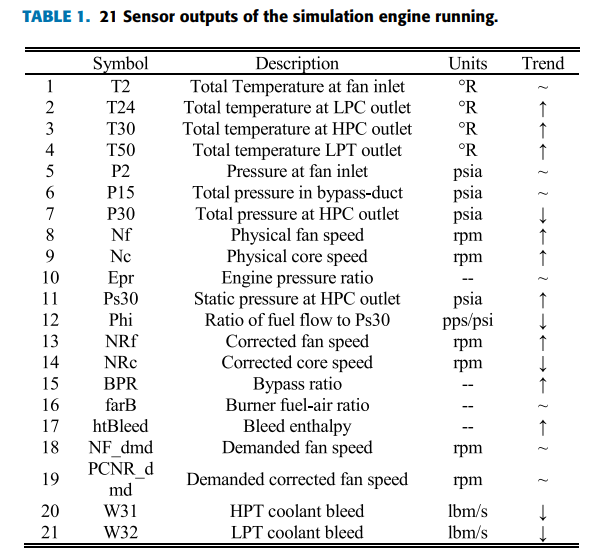 TABLE 1. 21 Sensor outputs of the simulation engine running.
Symbol Description Units Trend
1 T2 Total Temperature at fan inlet °R ~
2 T24 Total temperature at LPC outlet °R ↑
3 T30 Total temperature at HPC outlet °R ↑
4 T50 Total temperature LPT outlet °R ↑
5 P2 Pressure at fan inlet psia ~
6 P15 Total pressure in bypass-duct psia ~
7 P30 Total pressure at HPC outlet psia ↓
8 Nf Physical fan speed rpm ↑
9 Nc Physical core speed rpm ↑
10 Epr Engine pressure ratio -- ~
11 Ps30 Static pressure at HPC outlet psia ↑
12 Phi Ratio of fuel flow to Ps30 pps/psi ↓
13 NRf Corrected fan speed rpm ↑
14 NRc Corrected core speed rpm ↓
15 BPR Bypass ratio -- ↑
16 farB Burner fuel-air ratio -- ~
17 htBleed Bleed enthalpy -- ↑
18 NF_dmd Demanded fan speed rpm ~
19 PCNR_d
md Demanded corrected fan speed rpm ~
20 W31 HPT coolant bleed lbm/s ↓
21 W32 LPT coolant bleed lbm/s ↓